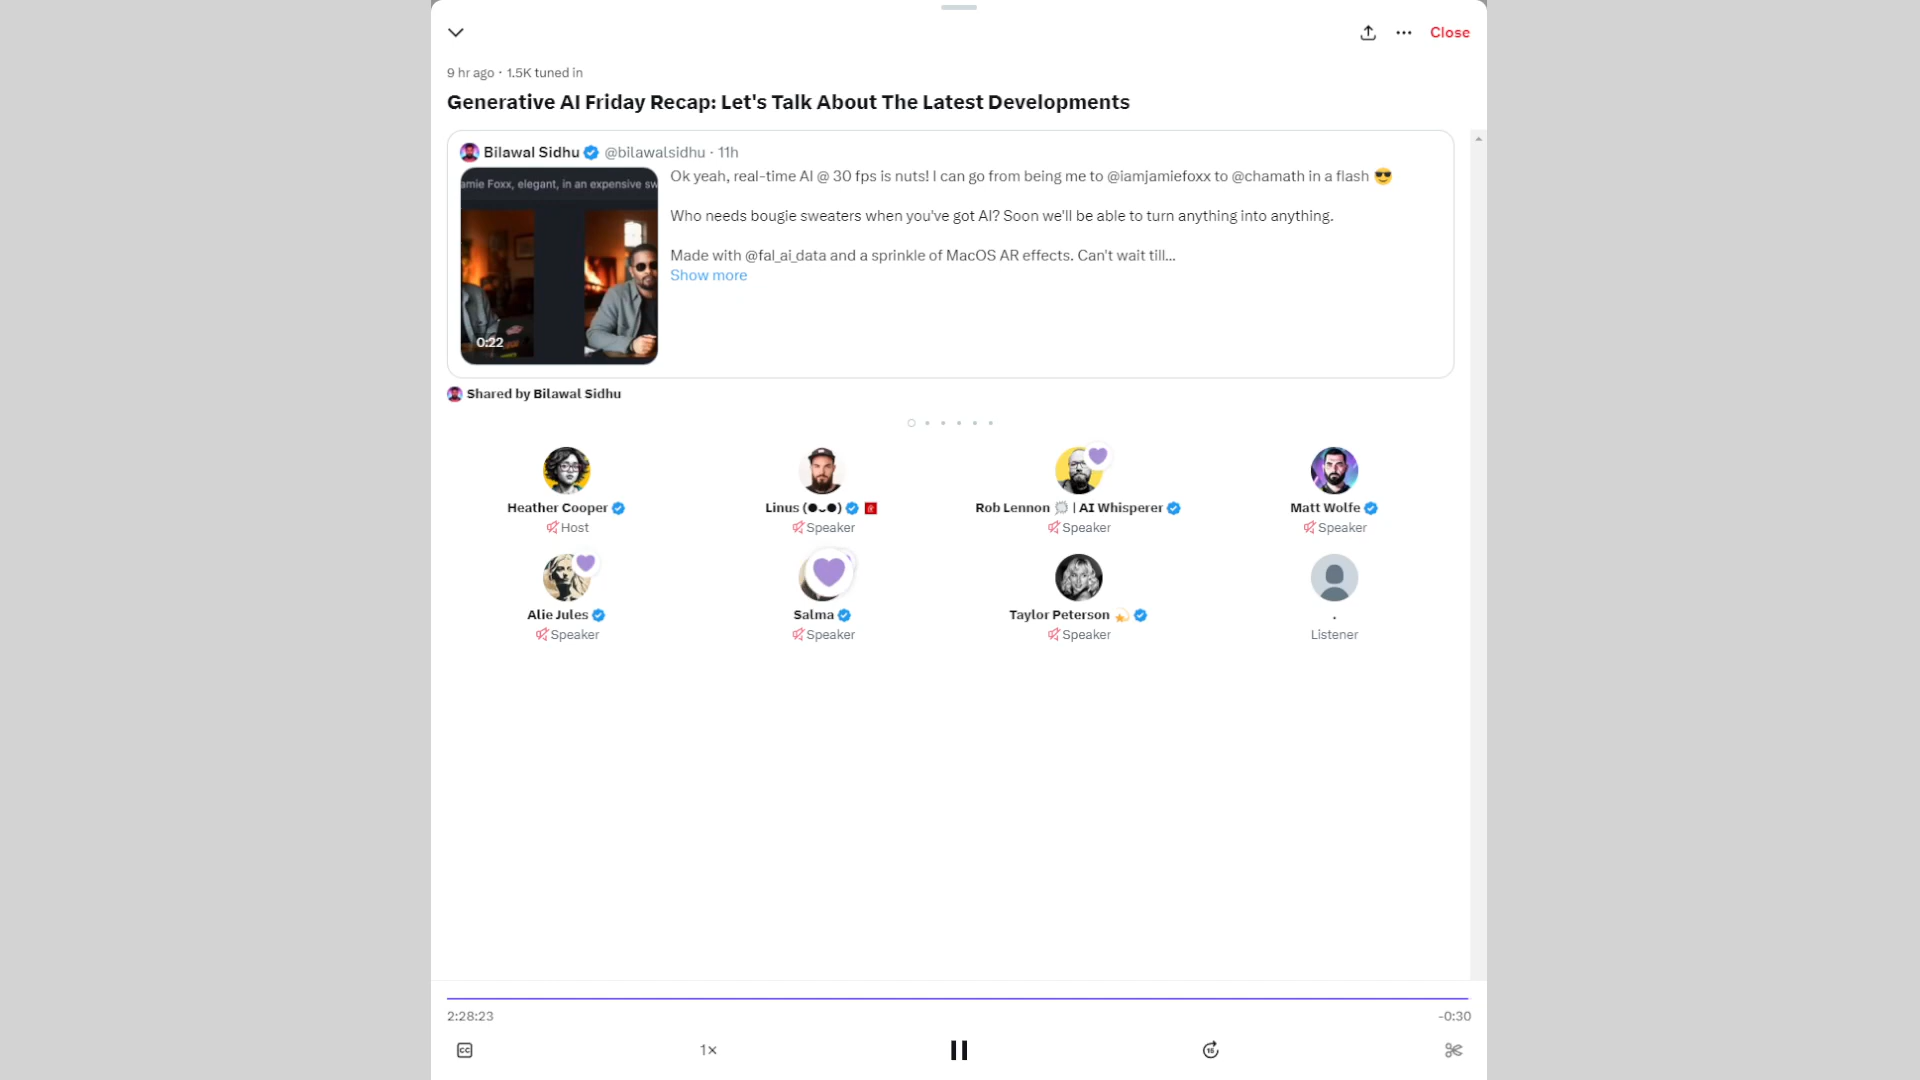 Close
9 hr ago · 1.5K tuned in
Generative AI Friday Recap: Let's Talk About The Latest Developments
Bilawal Sidhu @bilawalsidhu · 11h
amie Foxx, elegant, in an expensive sw
0:22
Ok yeah, real-time AI @ 30 fps is nuts! I can go from being me to @iamjamiefoxx to @chamath in a flash 😎
Who needs bougie sweaters when you've got AI? Soon we'll be able to turn anything into anything.
Made with @fal_ai_data and a sprinkle of MacOS AR effects. Can't wait till...
Show more
Shared by Bilawal Sidhu
Heather Cooper
Host
Linus (●ᴗ●)
Speaker
Rob Lennon 🗯 | AI Whisperer
Speaker
Matt Wolfe
Speaker
Alie Jules
Speaker
Salma
Speaker
Taylor Peterson 💫
Speaker
.
Listener
2:28:23
-0:30
CC
1×
15